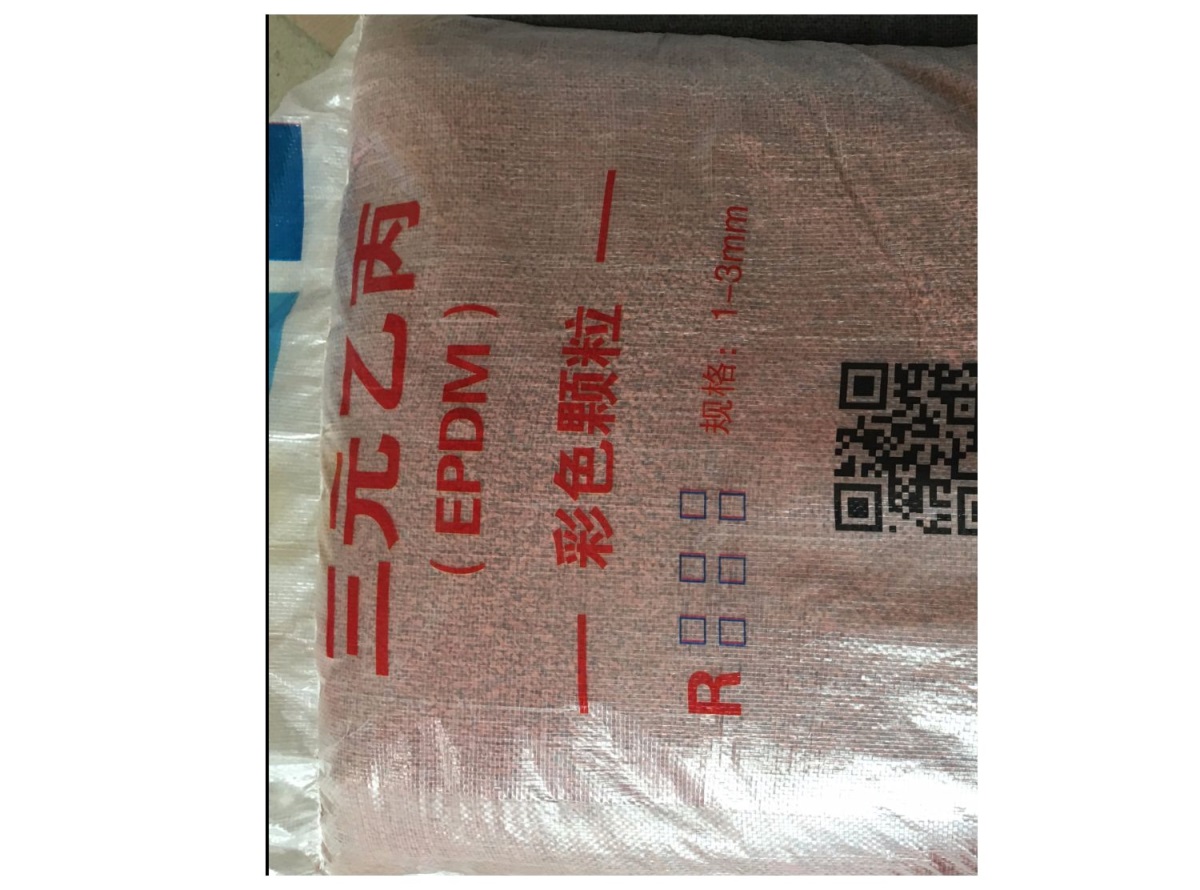 三元乙丙
(EPDM)
— 彩色颗粒 —
R □□□
□□□ 规格: 1-3mm